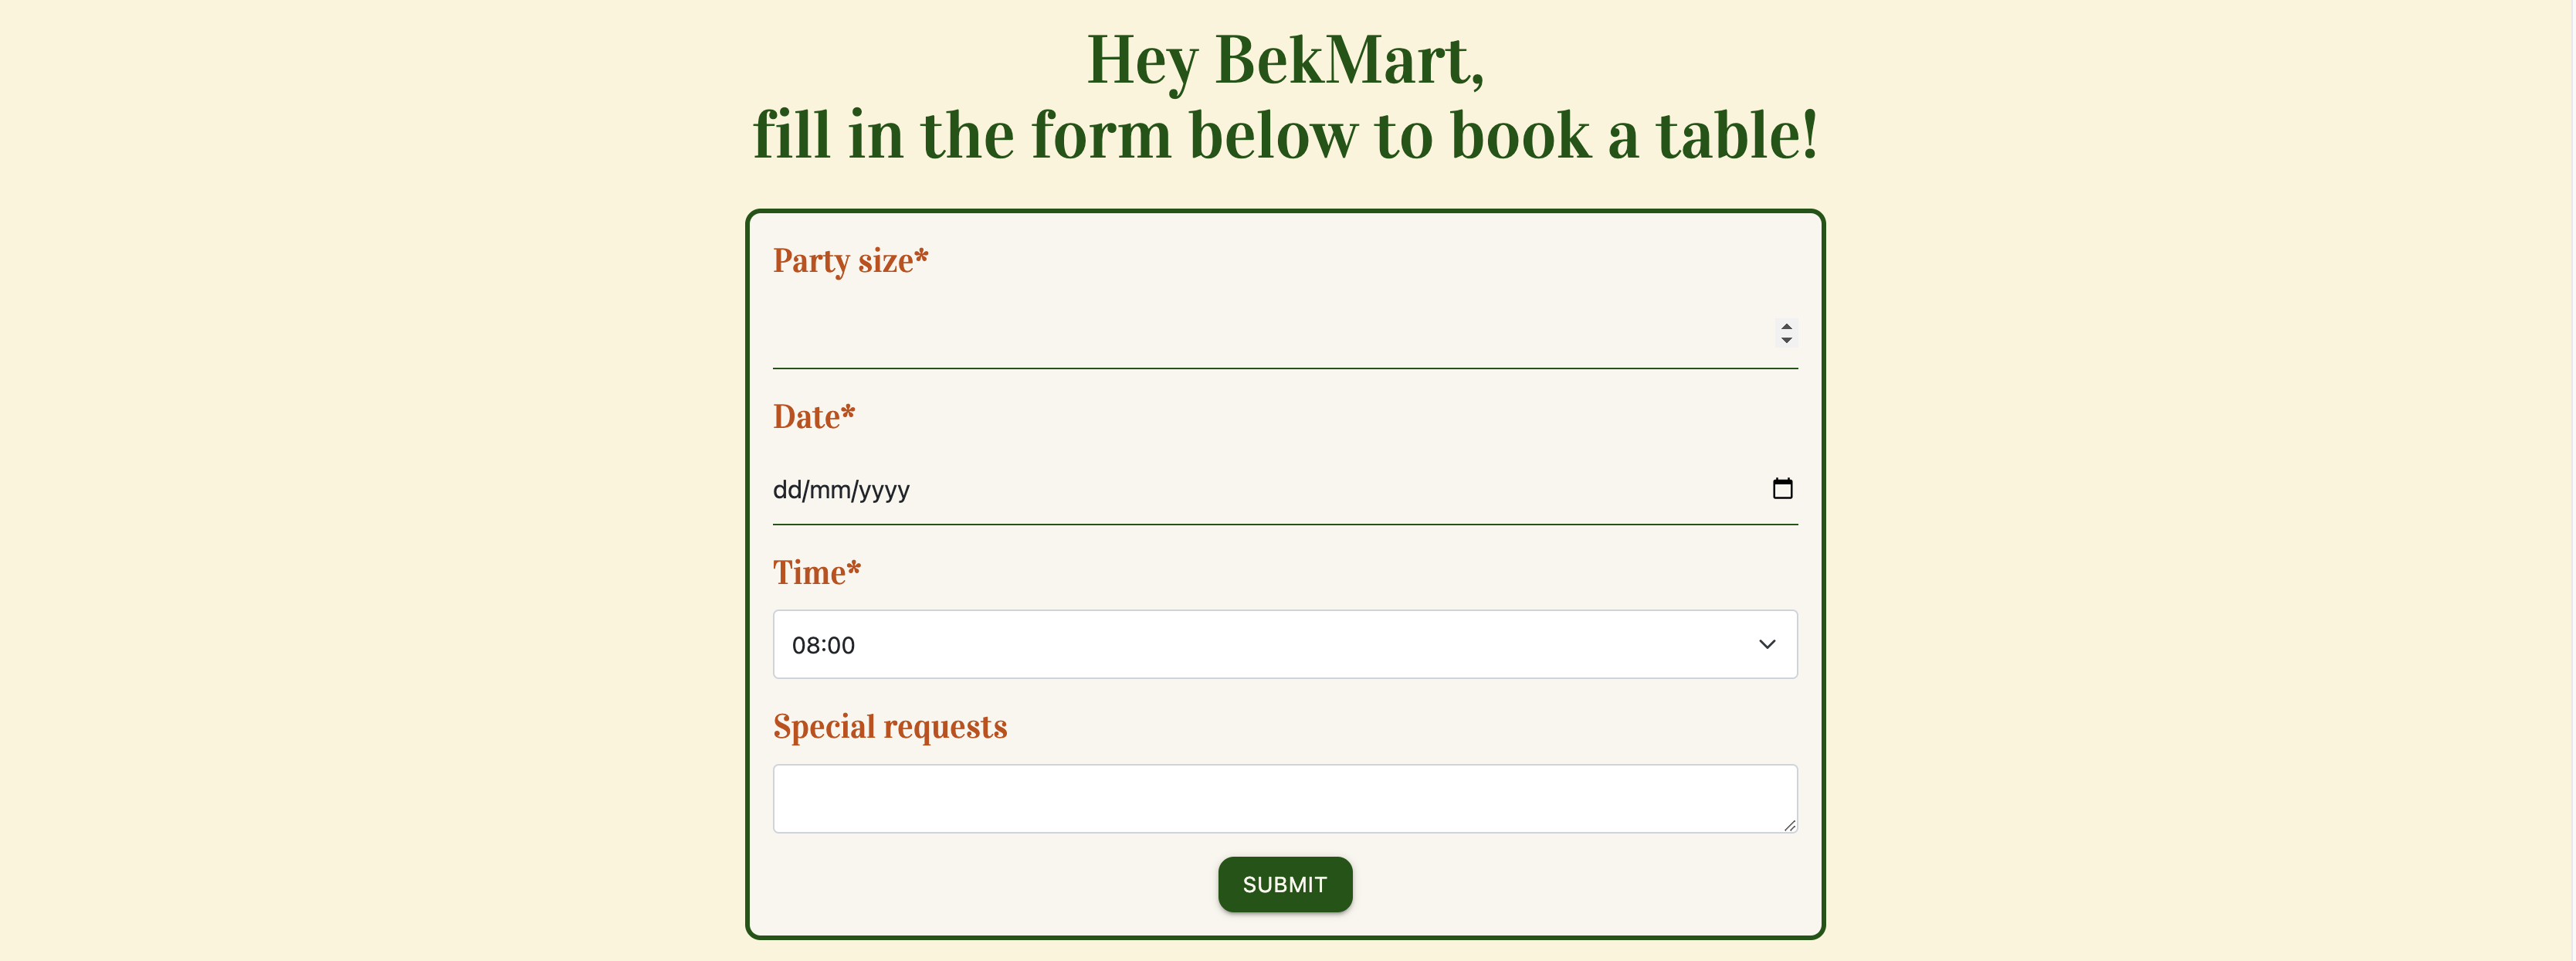 Hey BekMart,
fill in the form below to book a table!
Party size*
Date*
dd/mm/yyyy
Time*
08:00
Special requests
SUBMIT